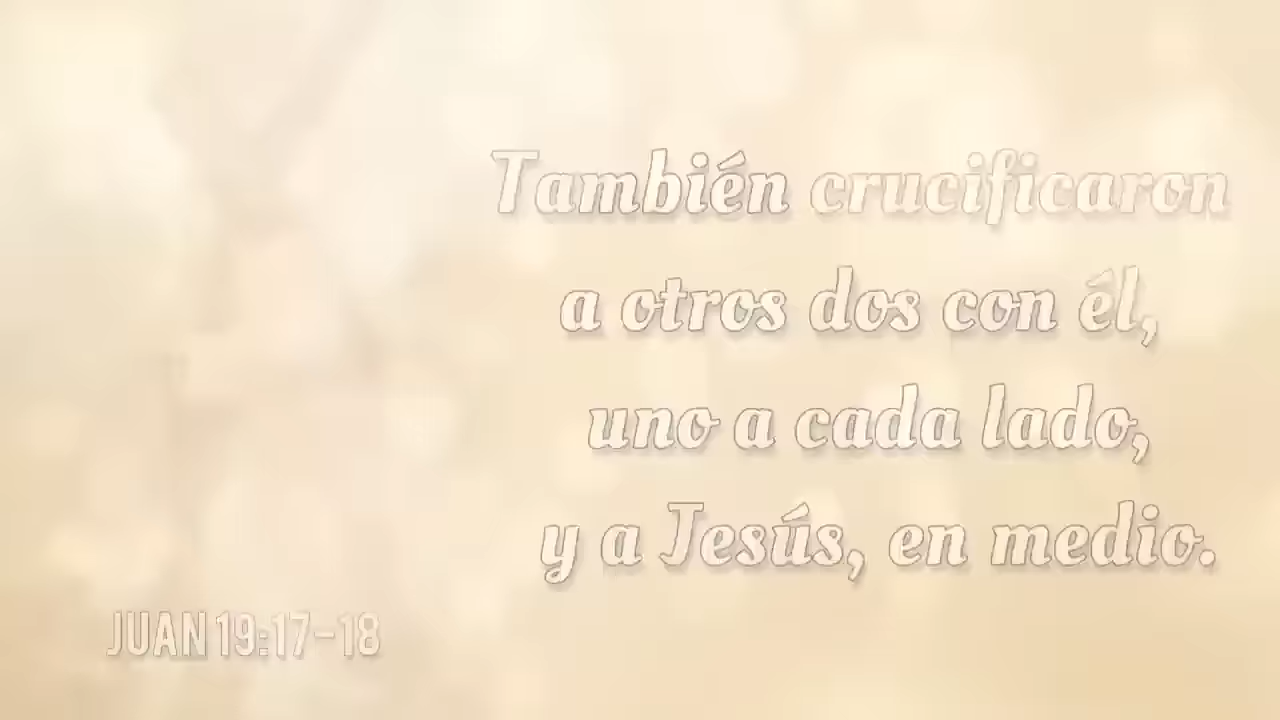 También crucificaron
a otros dos con él,
uno a cada lado,
y a Jesús, en medio.
JUAN 19:17-18